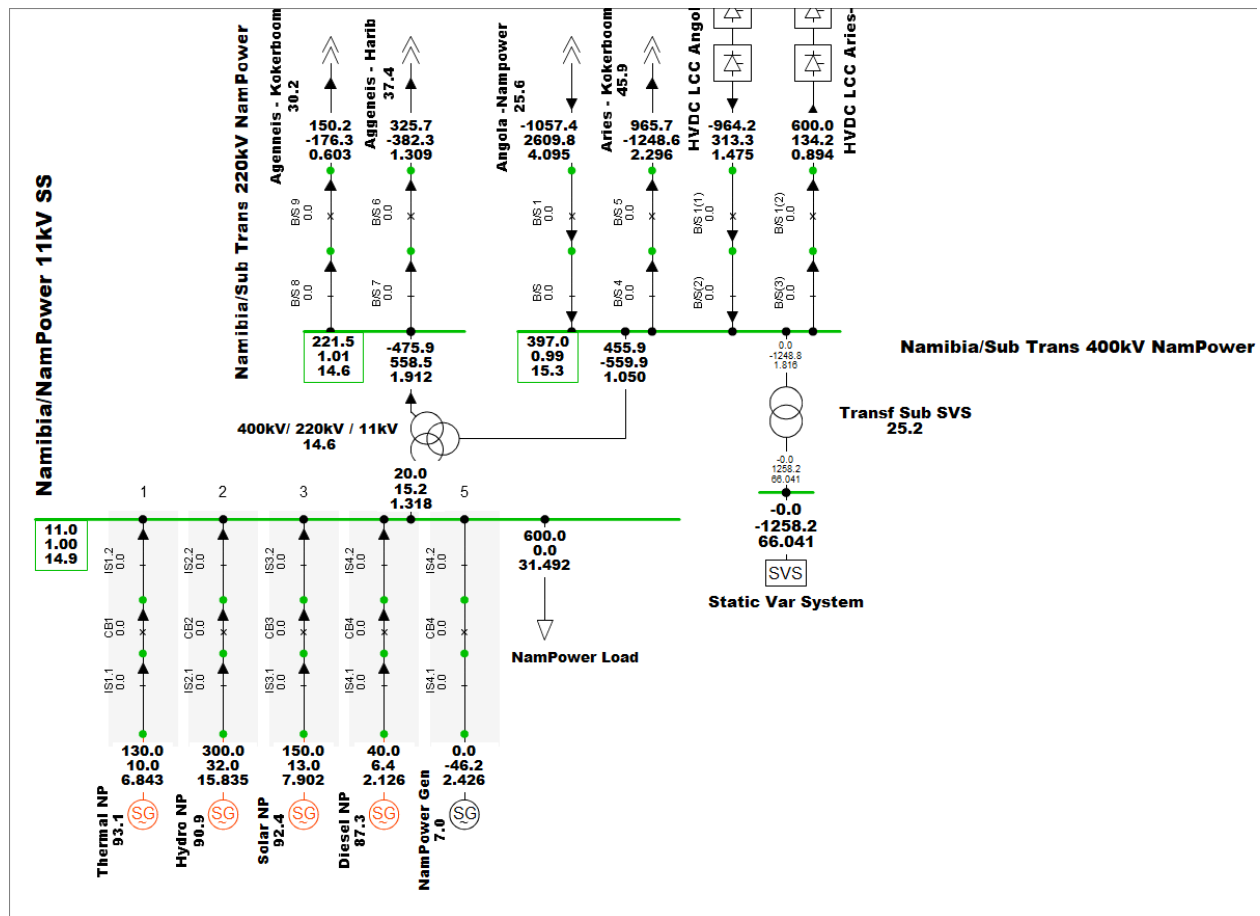 Agenneis - Kokerboom
30.2
Aggeneis - Harib
37.4
Angola -Nampower
25.6
Aries - Kokerboom
45.9
HVDC LCC Angol
HVDC LCC Aries-
150.2
-176.3
0.603
325.7
-382.3
1.309
-1057.4
2609.8
4.095
965.7
-1248.6
2.296
-964.2
313.3
1.475
600.0
134.2
0.894
B/S 9
0.0
B/S 6
0.0
B/S 1
0.0
B/S 5
0.0
B/S 1(1)
0.0
B/S 1(2)
0.0
B/S 8
0.0
B/S 7
0.0
B/S
0.0
B/S 4
0.0
B/S(2)
0.0
B/S(3)
0.0
Namibia/Sub Trans 220kV NamPower
221.5
1.01
14.6
-475.9
558.5
1.912
397.0
0.99
15.3
455.9
-559.9
1.050
0.0
-1248.8
1.816
Namibia/Sub Trans 400kV NamPower
400kV/ 220kV / 11kV
14.6
Transf Sub SVS
25.2
-0.0
1258.2
66.041
20.0
15.2
1.318
-0.0
-1258.2
66.041
SVS
Static Var System
Namibia/NamPower 11kV SS
11.0
1.00
14.9
1
2
3
5
600.0
0.0
31.492
NamPower Load
IS1.2
0.0
IS2.2
0.0
IS3.2
0.0
IS4.2
0.0
IS4.2
0.0
CB1
0.0
CB2
0.0
CB3
0.0
CB4
0.0
CB4
0.0
IS1.1
0.0
IS2.1
0.0
IS3.1
0.0
IS4.1
0.0
IS4.1
0.0
130.0
10.0
6.843
300.0
32.0
15.835
150.0
13.0
7.902
40.0
6.4
2.126
0.0
-46.2
2.426
Thermal NP
93.1
SG
Hydro NP
90.9
SG
Solar NP
92.4
SG
Diesel NP
87.3
SG
NamPower Gen
7.0
SG